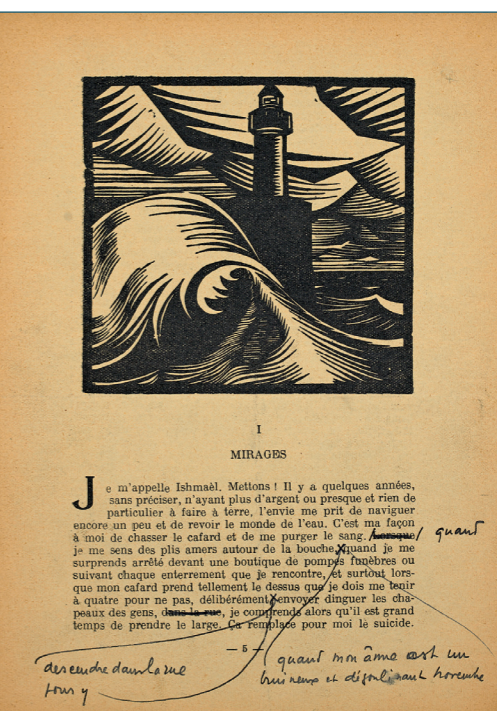 I
MIRAGES
Je m'appelle Ishmaèl. Mettons ! Il y a quelques années,
sans préciser, n'ayant plus d'argent ou presque et rien de
particulier à faire à terre, l'envie me prit de naviguer
encore un peu et de revoir le monde de l'eau. C'est ma façon
à moi de chasser le cafard et de me purger le sang. Lorsque/ quand
je me sens des plis amers autour de la bouche, quand je me
surprends arrêté devant une boutique de pompes funèbres ou
suivant chaque enterrement que je rencontre, et surtout lors-
que mon cafard prend tellement le dessus que je dois me tenir
à quatre pour ne pas, délibérément envoyer dinguer les cha-
peaux des gens, dans la rue, je comprends alors qu'il est grand
temps de prendre le large. Ça remplace pour moi le suicide.
— 5 —
descendre dans la rue
pour y
quand mon âme est un
bruineux et dégoulinant novembre